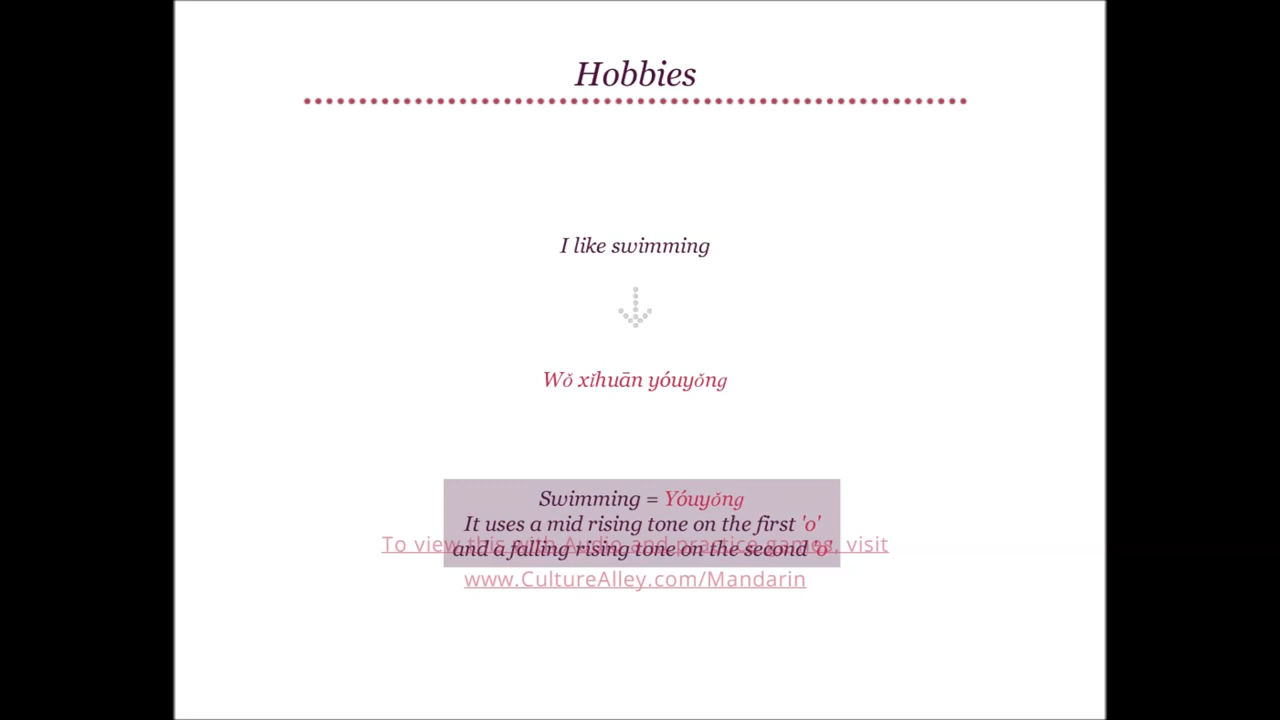 Hobbies
I like swimming
Wǒ xǐhuān yóuyǒng
Swimming = Yóuyǒng
It uses a mid rising tone on the first 'o'
To view this with Audio and practice games, visit
and a falling rising tone on the second 'o'.
www.CultureAlley.com/Mandarin